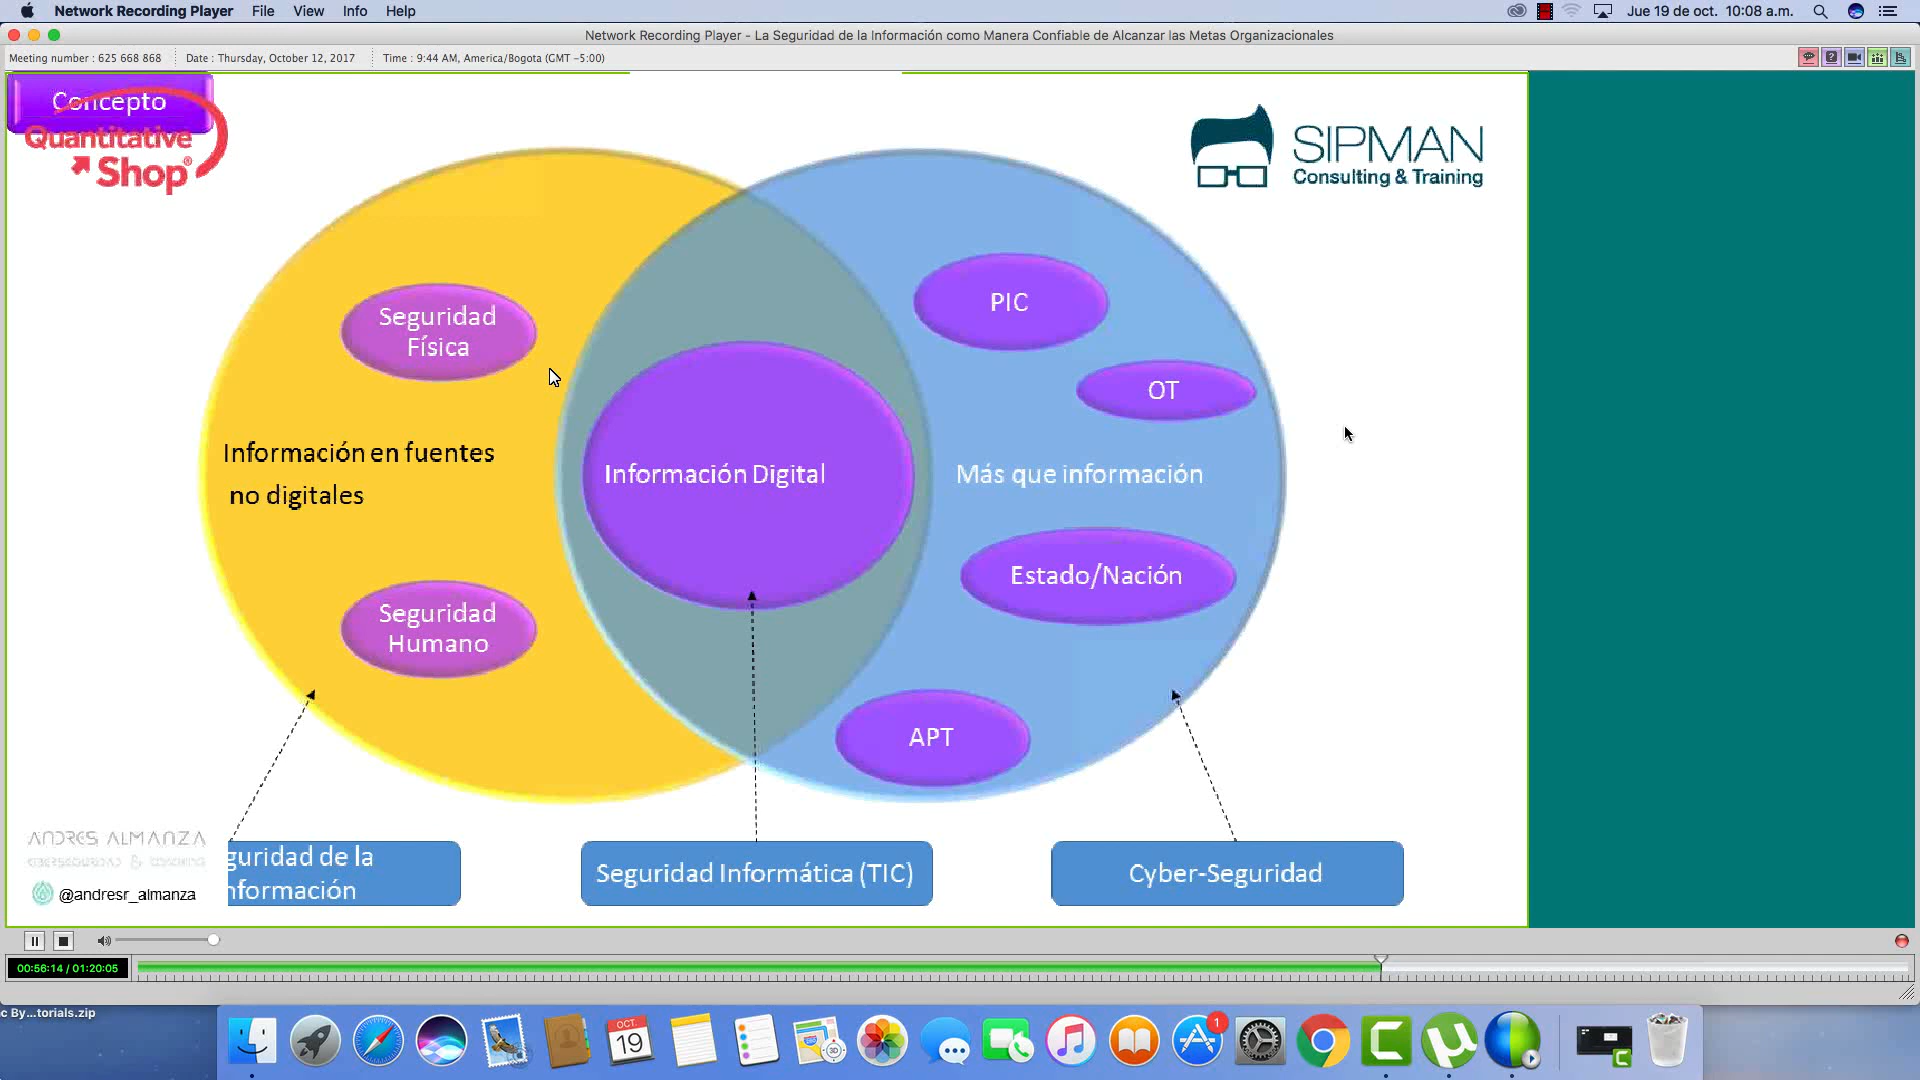 Network Recording Player File View Info Help
Jue 19 de oct. 10:08 a.m.
Network Recording Player - La Seguridad de la Información como Manera Confiable de Alcanzar las Metas Organizacionales
Meeting number : 625 668 868 Date : Thursday, October 12, 2017 Time : 9:44 AM, America/Bogota (GMT -5:00)
Concepto
Quantitative
Shop®
SIPMAN
Consulting & Training
Seguridad
Física
PIC
OT
Información en fuentes
no digitales
Información Digital
Más que información
Estado/Nación
Seguridad
Humano
APT
ANDRES ALMANZA
@andresr_almanza
guridad de la
nformación
Seguridad Informática (TIC)
Cyber-Seguridad
00:56:14 / 01:20:05
c By...torials.zip
OCT.
19
3D
1